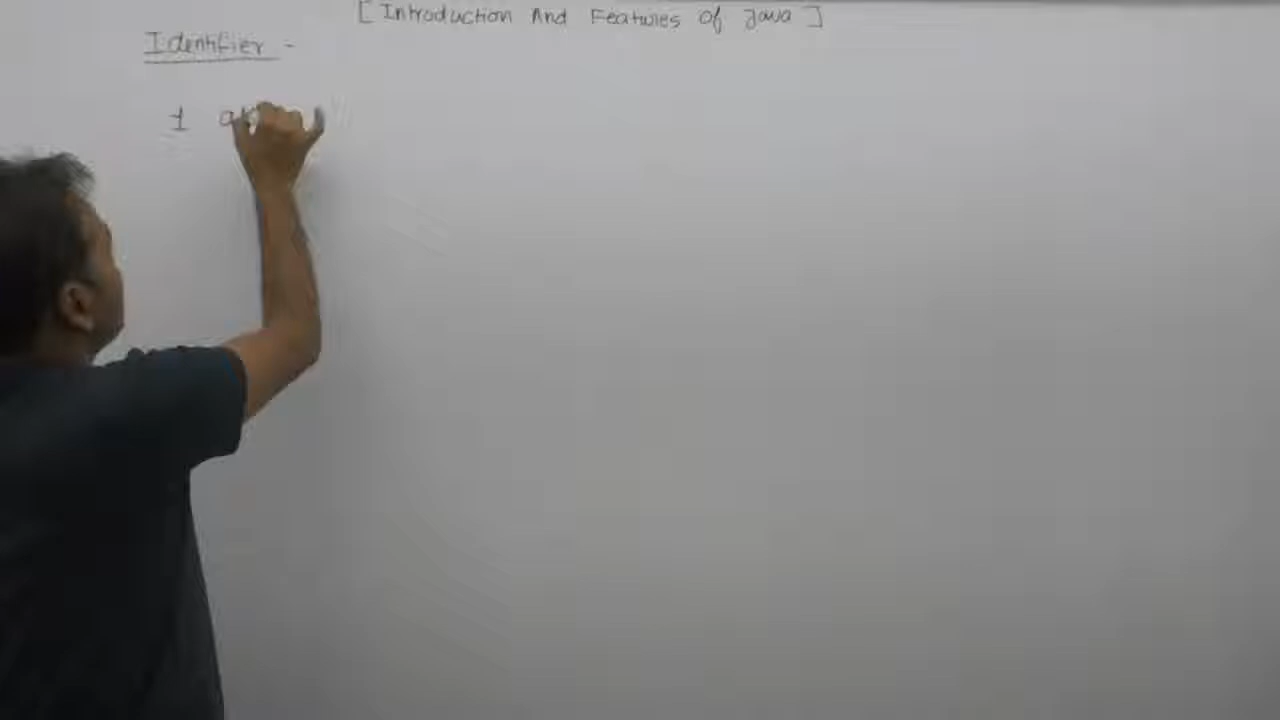 [ Introduction And Features of Java ]
Identifier -
1